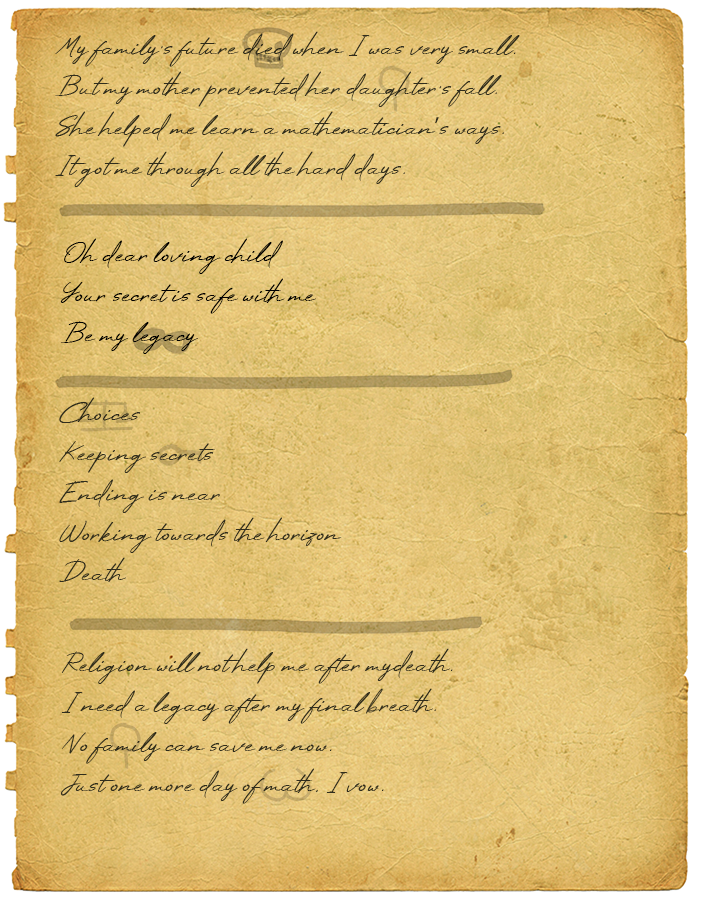 My family's future died when I was very small.
But my mother prevented her daughter's fall.
She helped me learn a mathematician's ways.
It got me through all the hard days.
Oh dear loving child
Your secret is safe with me
Be my legacy
Choices
Keeping secrets
Ending is near
Working towards the horizon
Death
Religion will not help me after my death.
I need a legacy after my final breath.
No family can save me now.
Just one more day of math, I vow.